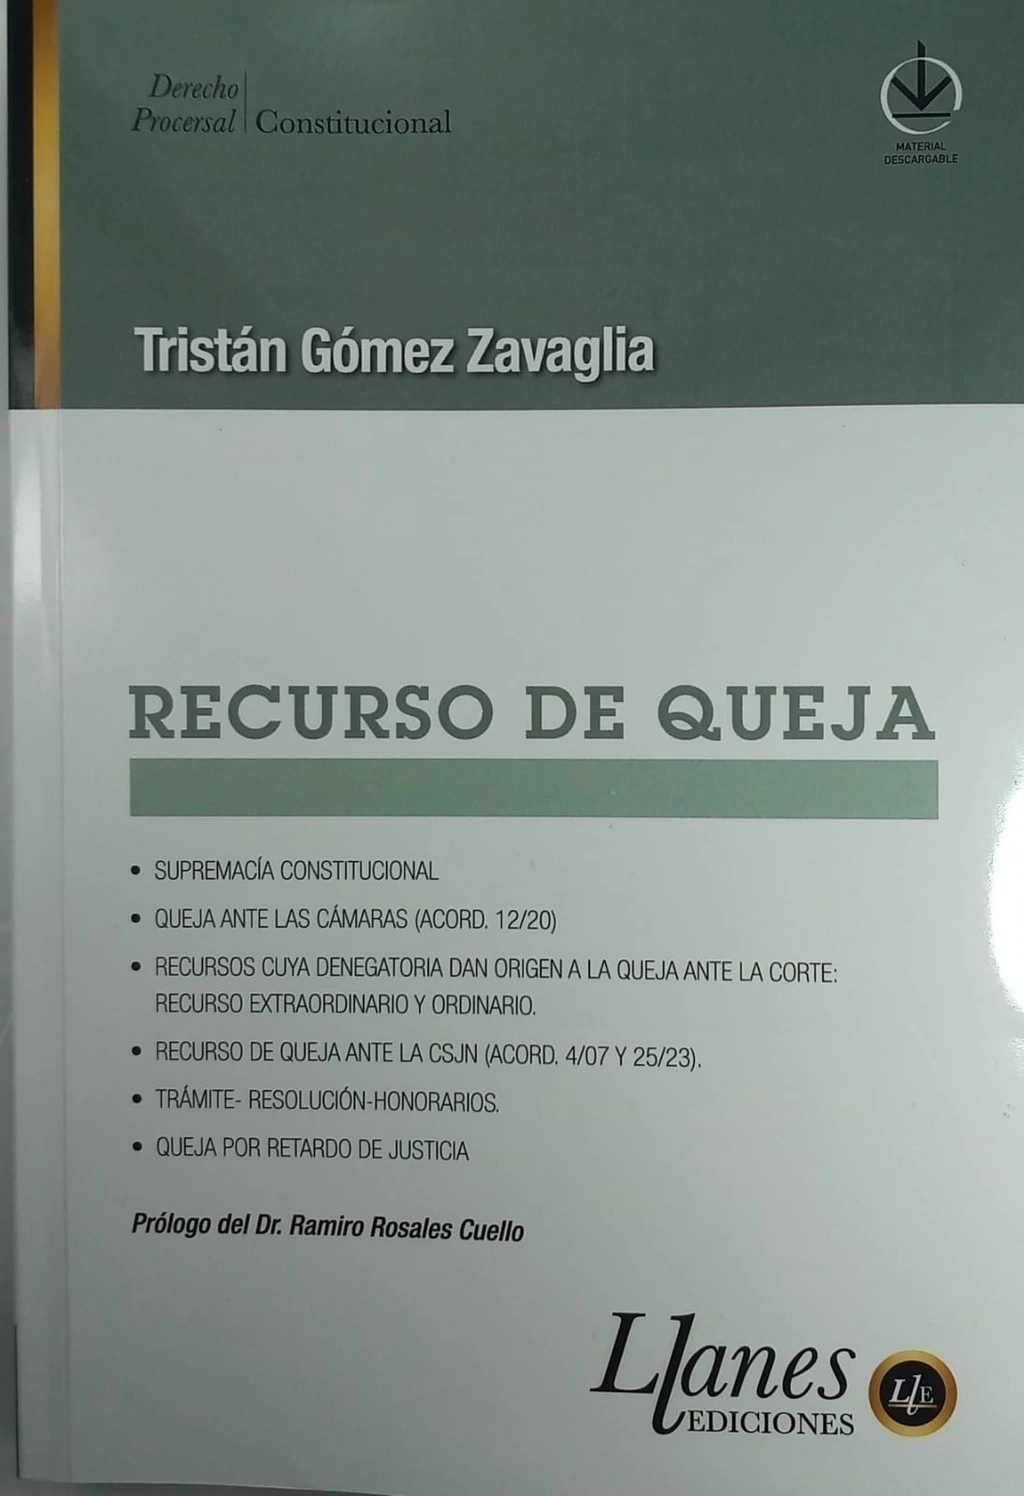 Derecho
Procersal Constitucional
MATERIAL
DESCARGABLE
Tristán Gómez Zavaglia
RECURSO DE QUEJA
• SUPREMACÍA CONSTITUCIONAL
• QUEJA ANTE LAS CÁMARAS (ACORD. 12/20)
• RECURSOS CUYA DENEGATORIA DAN ORIGEN A LA QUEJA ANTE LA CORTE:
RECURSO EXTRAORDINARIO Y ORDINARIO.
• RECURSO DE QUEJA ANTE LA CSJN (ACORD. 4/07 Y 25/23).
• TRÁMITE- RESOLUCIÓN-HONORARIOS.
• QUEJA POR RETARDO DE JUSTICIA
Prólogo del Dr. Ramiro Rosales Cuello
Llanes
EDICIONES
LlE